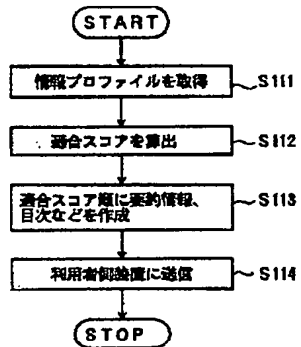 START
情報プロファイルを取得
S111
適合スコアを算出
S112
適合スコア順に要約情報、
目次などを作成
S113
利用者側装置に送信
S114
STOP